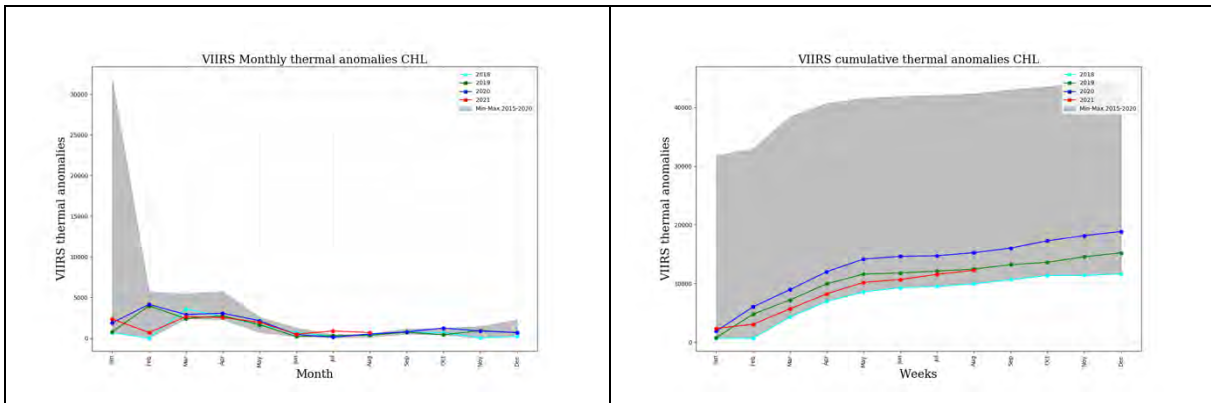 VIIRS Monthly thermal anomalies CHL
2018
2019
2020
2021
Min-Max 2015-2020
30000
25000
20000
15000
10000
5000
0
VIIRS thermal anomalies
Jan
Feb
Mar
Apr
May
Jun
Jul
Aug
Sep
Oct
Nov
Dec
Month
VIIRS cumulative thermal anomalies CHL
2018
2019
2020
2021
Min-Max 2015-2020
40000
30000
20000
10000
0
VIIRS thermal anomalies
Jan
Feb
Mar
Apr
May
Jun
Jul
Aug
Sep
Oct
Nov
Dec
Weeks